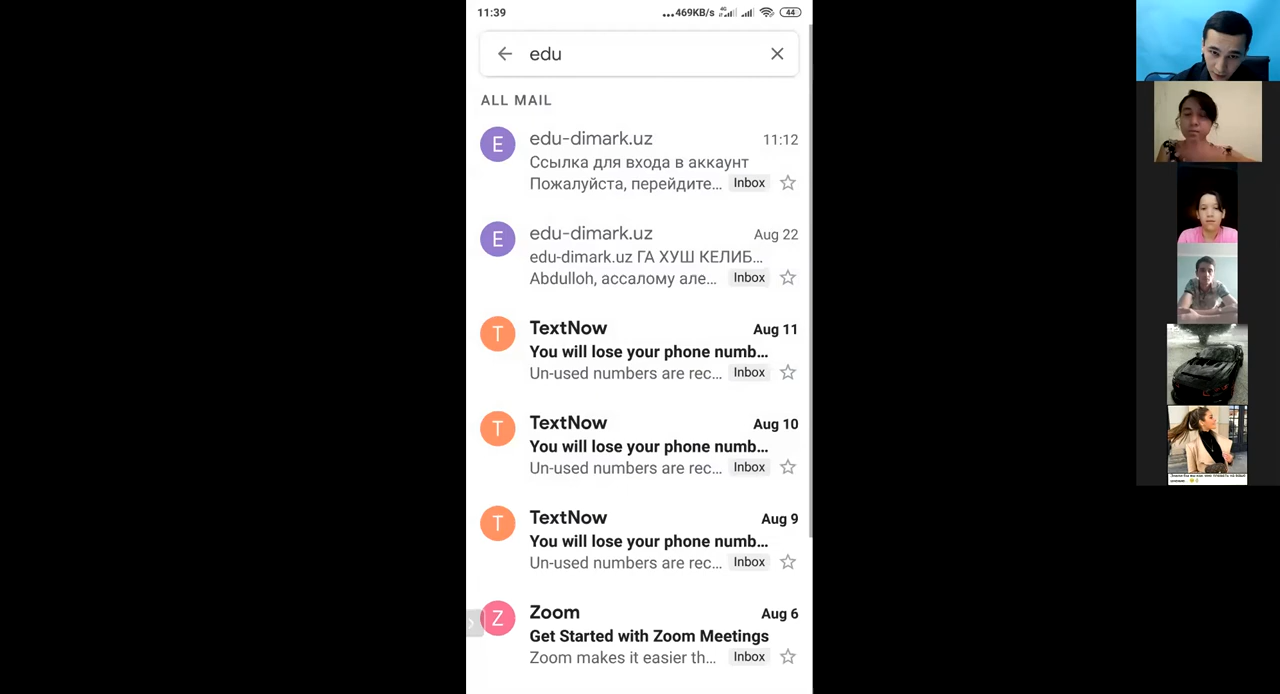 11:39
...469KB/s 4G 44
edu
ALL MAIL
E
edu-dimark.uz 11:12
Ссылка для входа в аккаунт
Пожалуйста, перейдите... Inbox
E
edu-dimark.uz Aug 22
edu-dimark.uz ГА ХУШ КЕЛИБ...
Abdulloh, ассалому але... Inbox
T
TextNow Aug 11
You will lose your phone numb...
Un-used numbers are rec... Inbox
T
TextNow Aug 10
You will lose your phone numb...
Un-used numbers are rec... Inbox
T
TextNow Aug 9
You will lose your phone numb...
Un-used numbers are rec... Inbox
Z
Zoom Aug 6
Get Started with Zoom Meetings
Zoom makes it easier th... Inbox